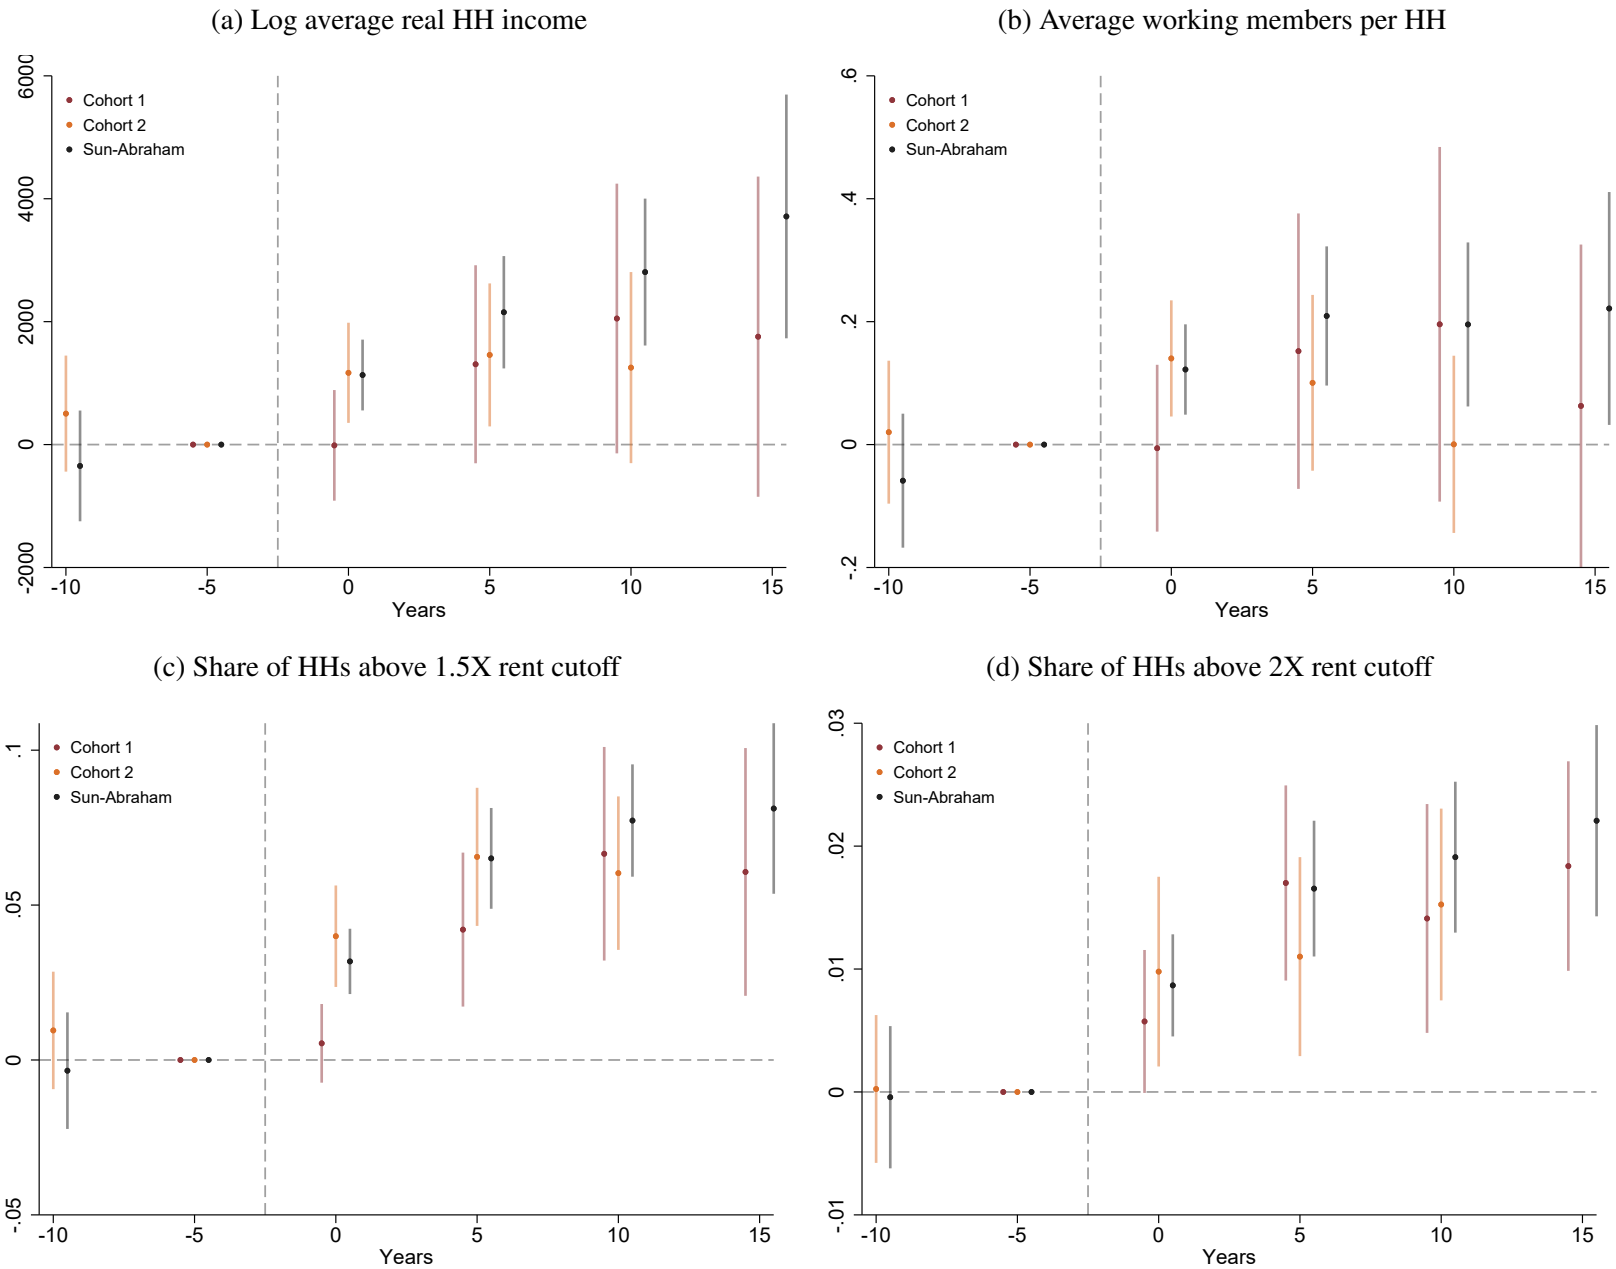 (a) Log average real HH income
6000
4000
2000
0
-2000
Cohort 1
Cohort 2
Sun-Abraham
-10 -5 0 5 10 15
Years
(b) Average working members per HH
.6
.4
.2
0
-.2
Cohort 1
Cohort 2
Sun-Abraham
-10 -5 0 5 10 15
Years
(c) Share of HHs above 1.5X rent cutoff
.1
.05
0
-.05
Cohort 1
Cohort 2
Sun-Abraham
-10 -5 0 5 10 15
Years
(d) Share of HHs above 2X rent cutoff
.03
.02
.01
0
-.01
Cohort 1
Cohort 2
Sun-Abraham
-10 -5 0 5 10 15
Years